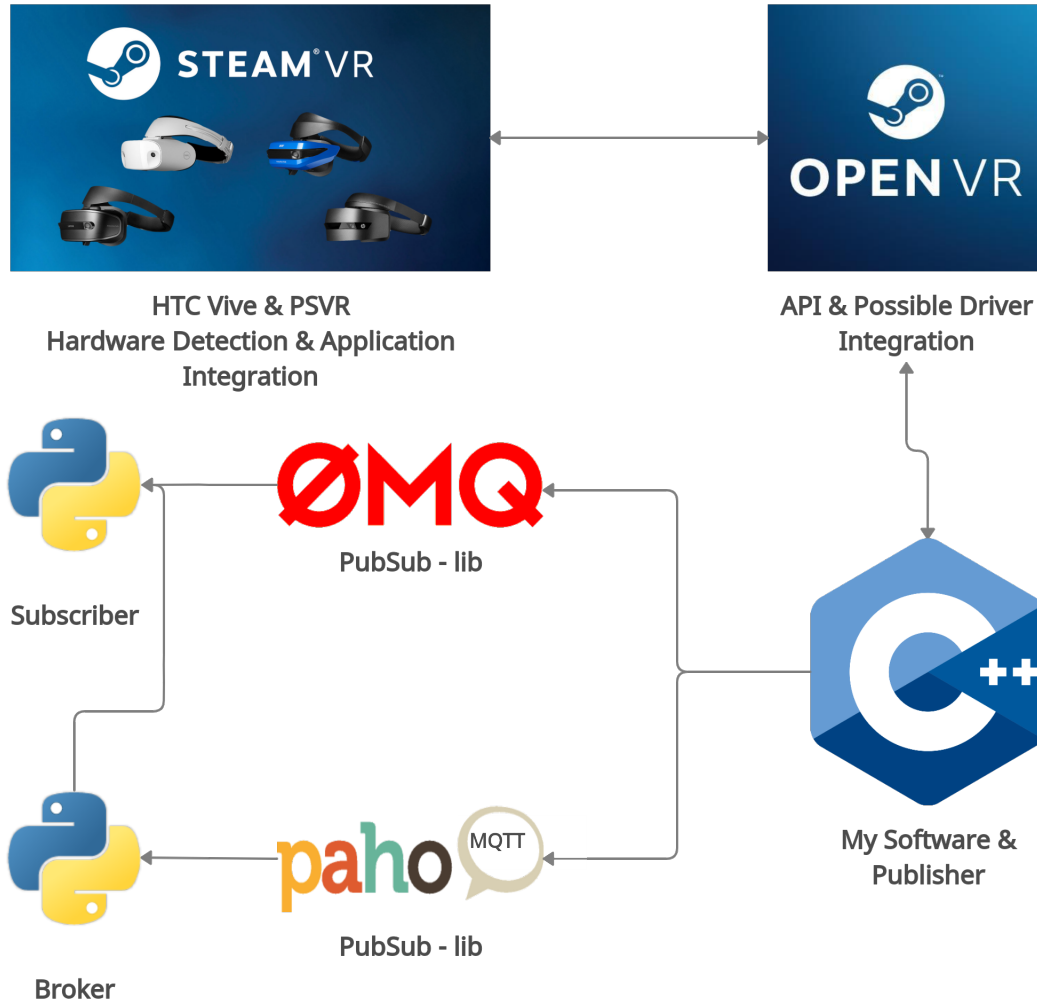 STEAM®VR
OPEN VR™
HTC Vive & PSVR
Hardware Detection & Application
Integration
API & Possible Driver
Integration
ØMQ
PubSub - lib
Subscriber
++
My Software &
Publisher
paho
MQTT
PubSub - lib
Broker